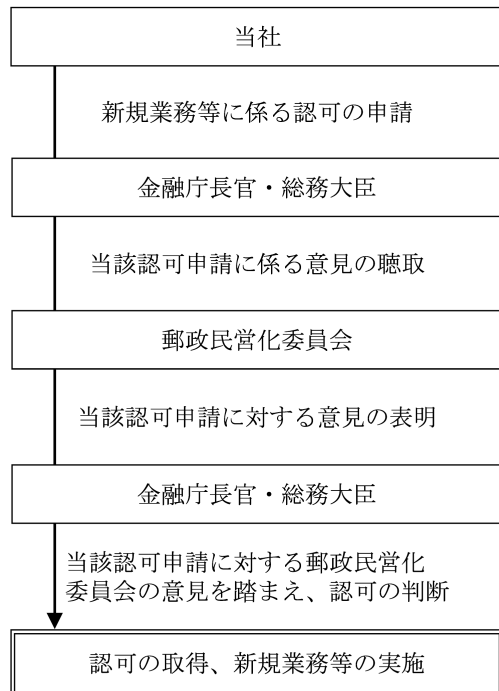 当社
新規業務等に係る認可の申請
金融庁長官・総務大臣
当該認可申請に係る意見の聴取
郵政民営化委員会
当該認可申請に対する意見の表明
金融庁長官・総務大臣
当該認可申請に対する郵政民営化
委員会の意見を踏まえ、認可の判断
認可の取得、新規業務等の実施